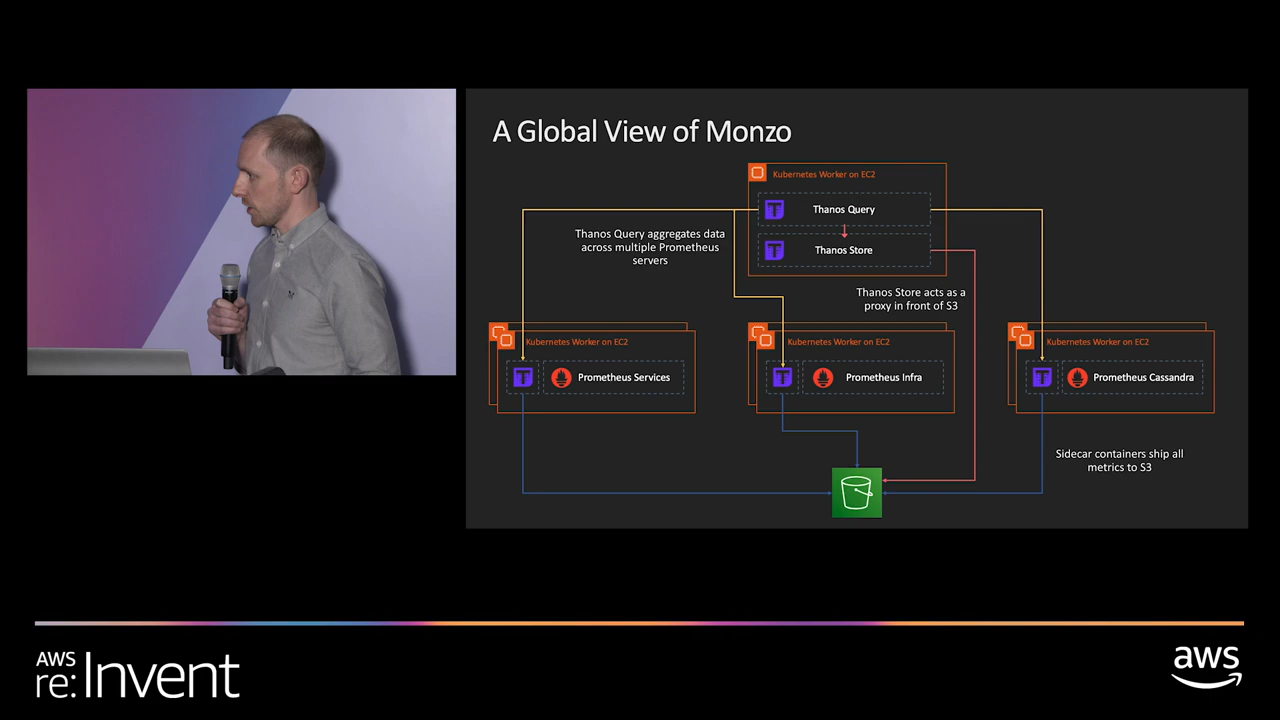 A Global View of Monzo
Kubernetes Worker on EC2
Thanos Query
Thanos Store
Thanos Query aggregates data
across multiple Prometheus
servers
Thanos Store acts as a
proxy in front of S3
Kubernetes Worker on EC2
Prometheus Services
Kubernetes Worker on EC2
Prometheus Infra
Kubernetes Worker on EC2
Prometheus Cassandra
Sidecar containers ship all
metrics to S3
AWS
re:Invent
aws